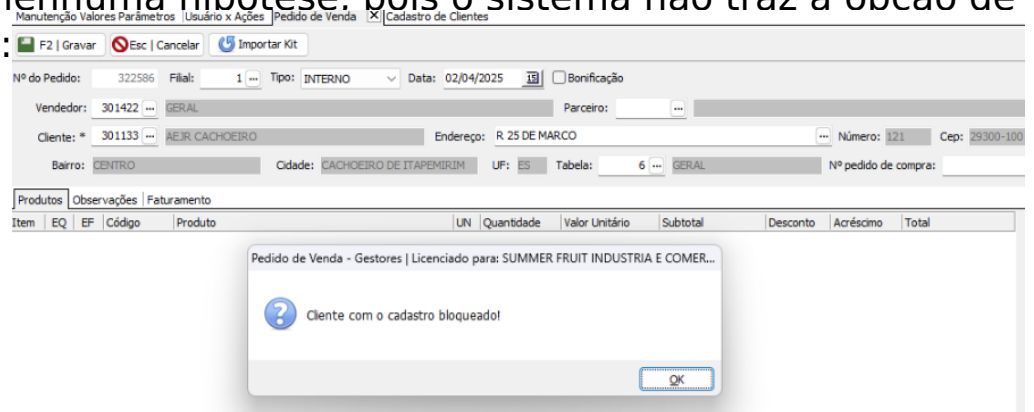 nenhuma hipótese, pois o sistema não traz a opção de
Manutenção Valores Parâmetros Usuário x Ações Pedido de Venda X Cadastro de Clientes
:
F2 | Gravar Esc | Cancelar Importar Kit
Nº do Pedido: 322586 Filial: 1 ... Tipo: INTERNO Data: 02/04/2025 15 Bonificação
Vendedor: 301422 ... GERAL Parceiro: ...
Cliente: * 301133 ... AEJR CACHOEIRO Endereço: R 25 DE MARCO ... Número: 121 Cep: 29300-100
Bairro: CENTRO Cidade: CACHOEIRO DE ITAPEMIRIM UF: ES Tabela: 6 ... GERAL Nº pedido de compra:
Produtos Observações Faturamento
Item EQ EF Código Produto UN Quantidade Valor Unitário Subtotal Desconto Acréscimo Total
Pedido de Venda - Gestores | Licenciado para: SUMMER FRUIT INDUSTRIA E COMER...
Cliente com o cadastro bloqueado!
OK